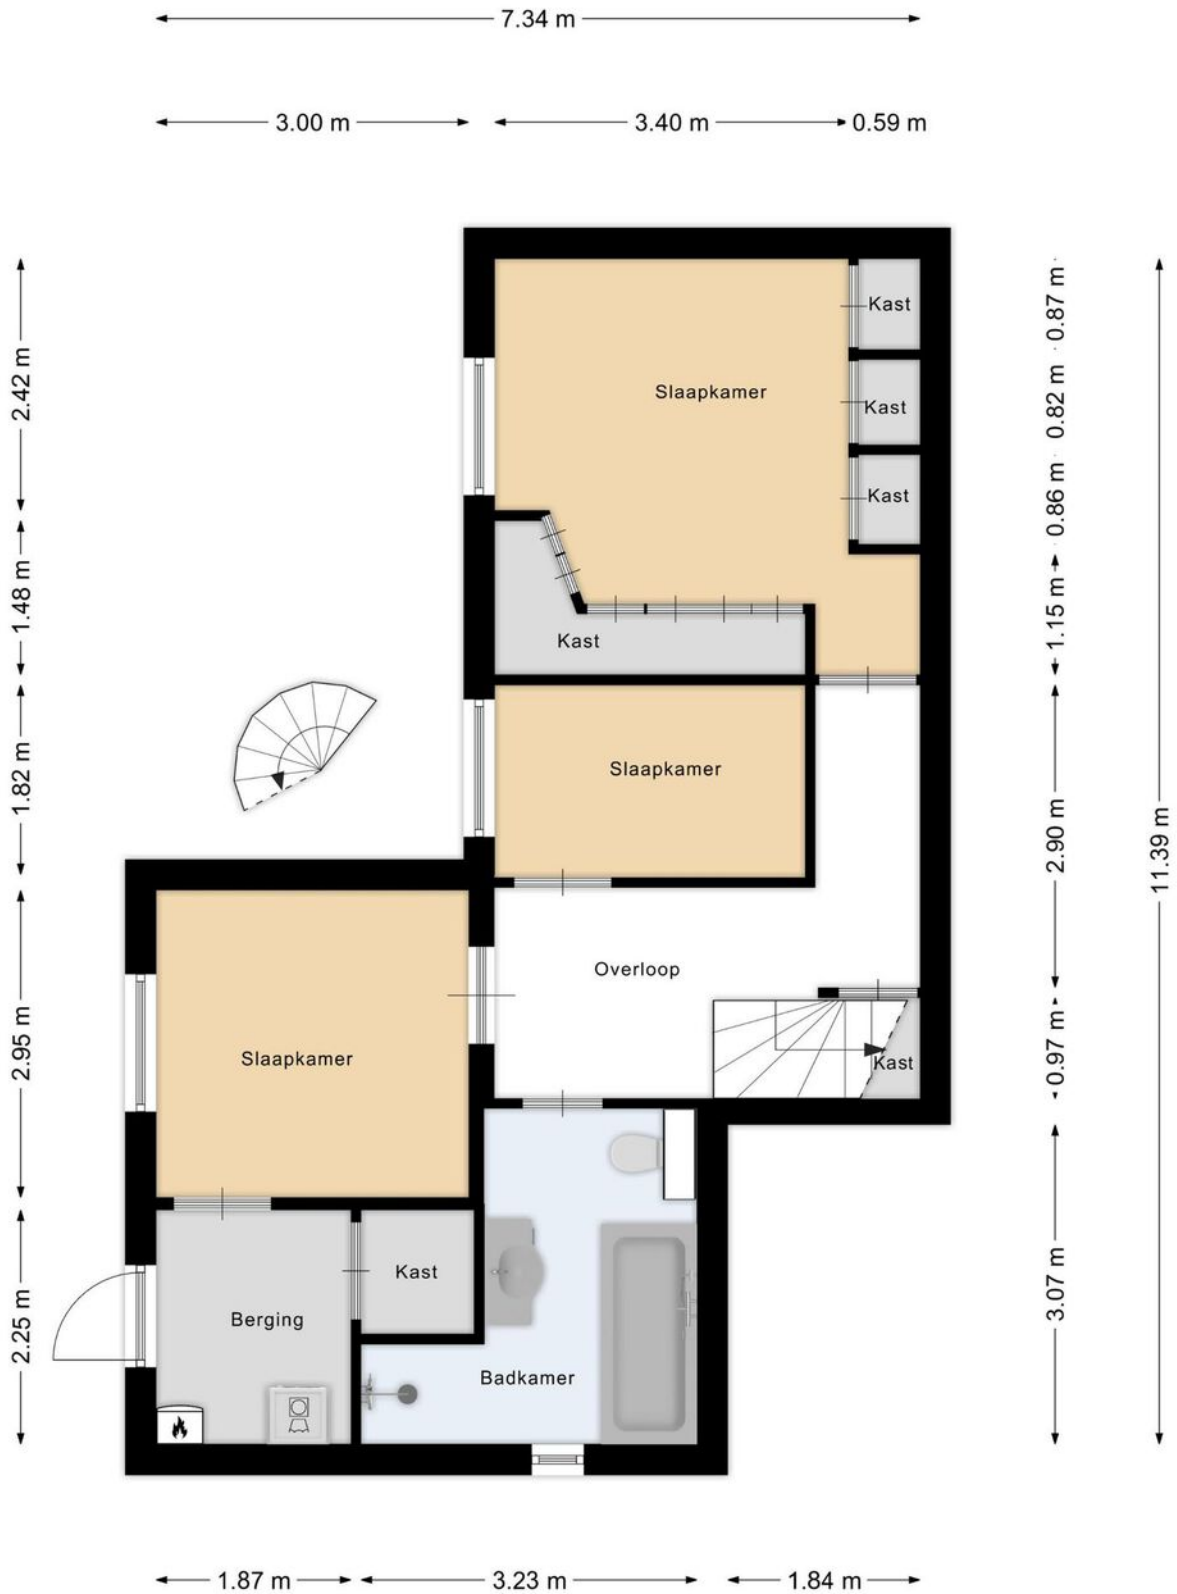 7.34 m
3.00 m
3.40 m
0.59 m
2.42 m
1.48 m
1.82 m
2.95 m
2.25 m
Kast
Slaapkamer
Kast
Kast
Kast
Slaapkamer
Overloop
Slaapkamer
Kast
Kast
Berging
Badkamer
0.87 m
0.82 m
0.86 m
1.15 m
2.90 m
0.97 m
3.07 m
11.39 m
1.87 m
3.23 m
1.84 m